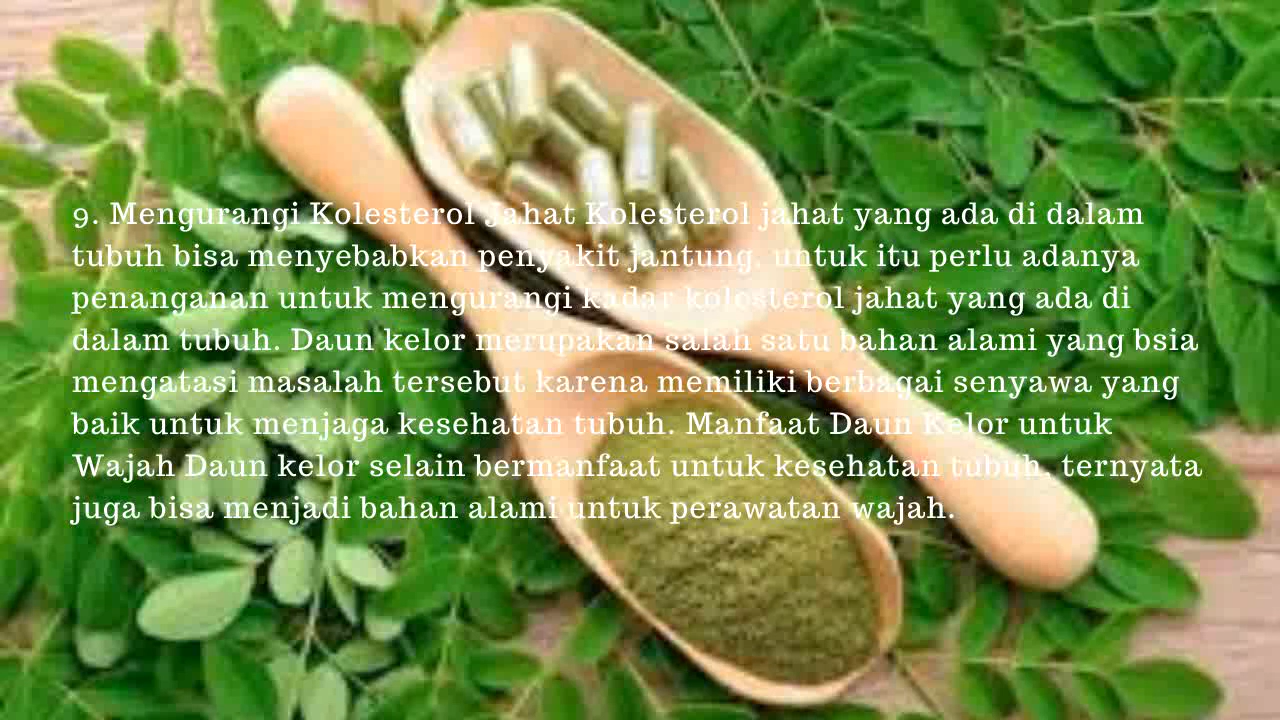 9. Mengurangi Kolesterol Jahat Kolesterol jahat yang ada di dalam
tubuh bisa menyebabkan penyakit jantung, untuk itu perlu adanya
penanganan untuk mengurangi kadar kolosterol jahat yang ada di
dalam tubuh. Daun kelor merupakan salah satu bahan alami yang bsia
mengatasi masalah tersebut karena memiliki berbagai senyawa yang
baik untuk menjaga kesehatan tubuh. Manfaat Daun Kelor untuk
Wajah Daun kelor selain bermanfaat untuk kesehatan tubuh, ternyata
juga bisa menjadi bahan alami untuk perawatan wajah.